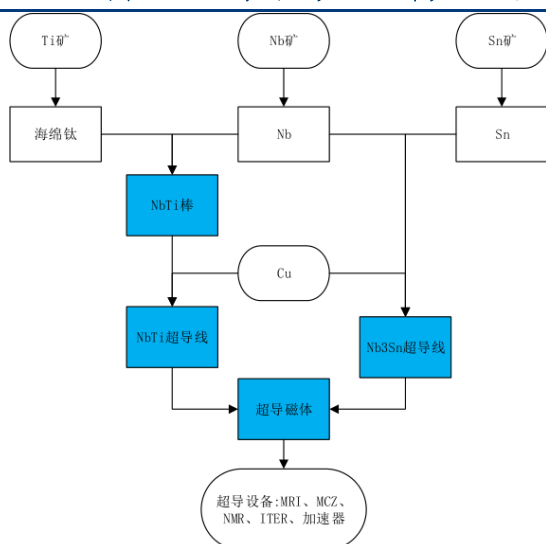 Ti矿
Nb矿
Sn矿
海绵钛
Nb
Sn
NbTi棒
Cu
NbTi超导线
Nb3Sn超导线
超导磁体
超导设备:MRI、MCZ、
NMR、ITER、加速器